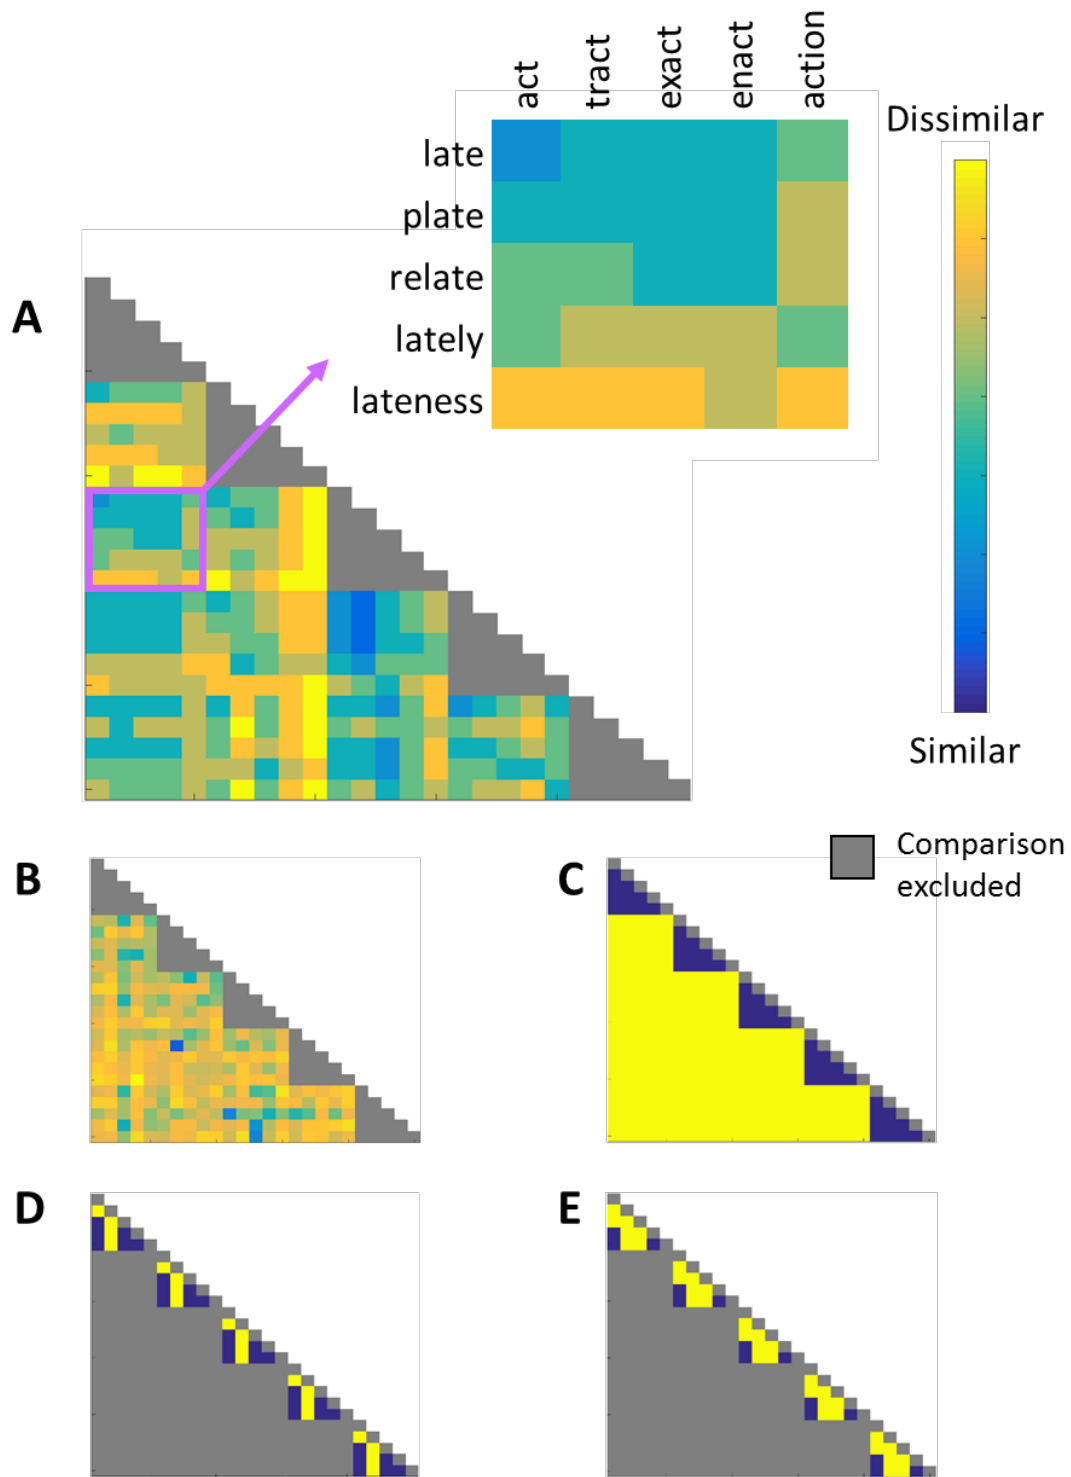 act
tract
exact
enact
action
Dissimilar
late
plate
relate
lately
lateness
A
Similar
B
C
Comparison
excluded
D
E